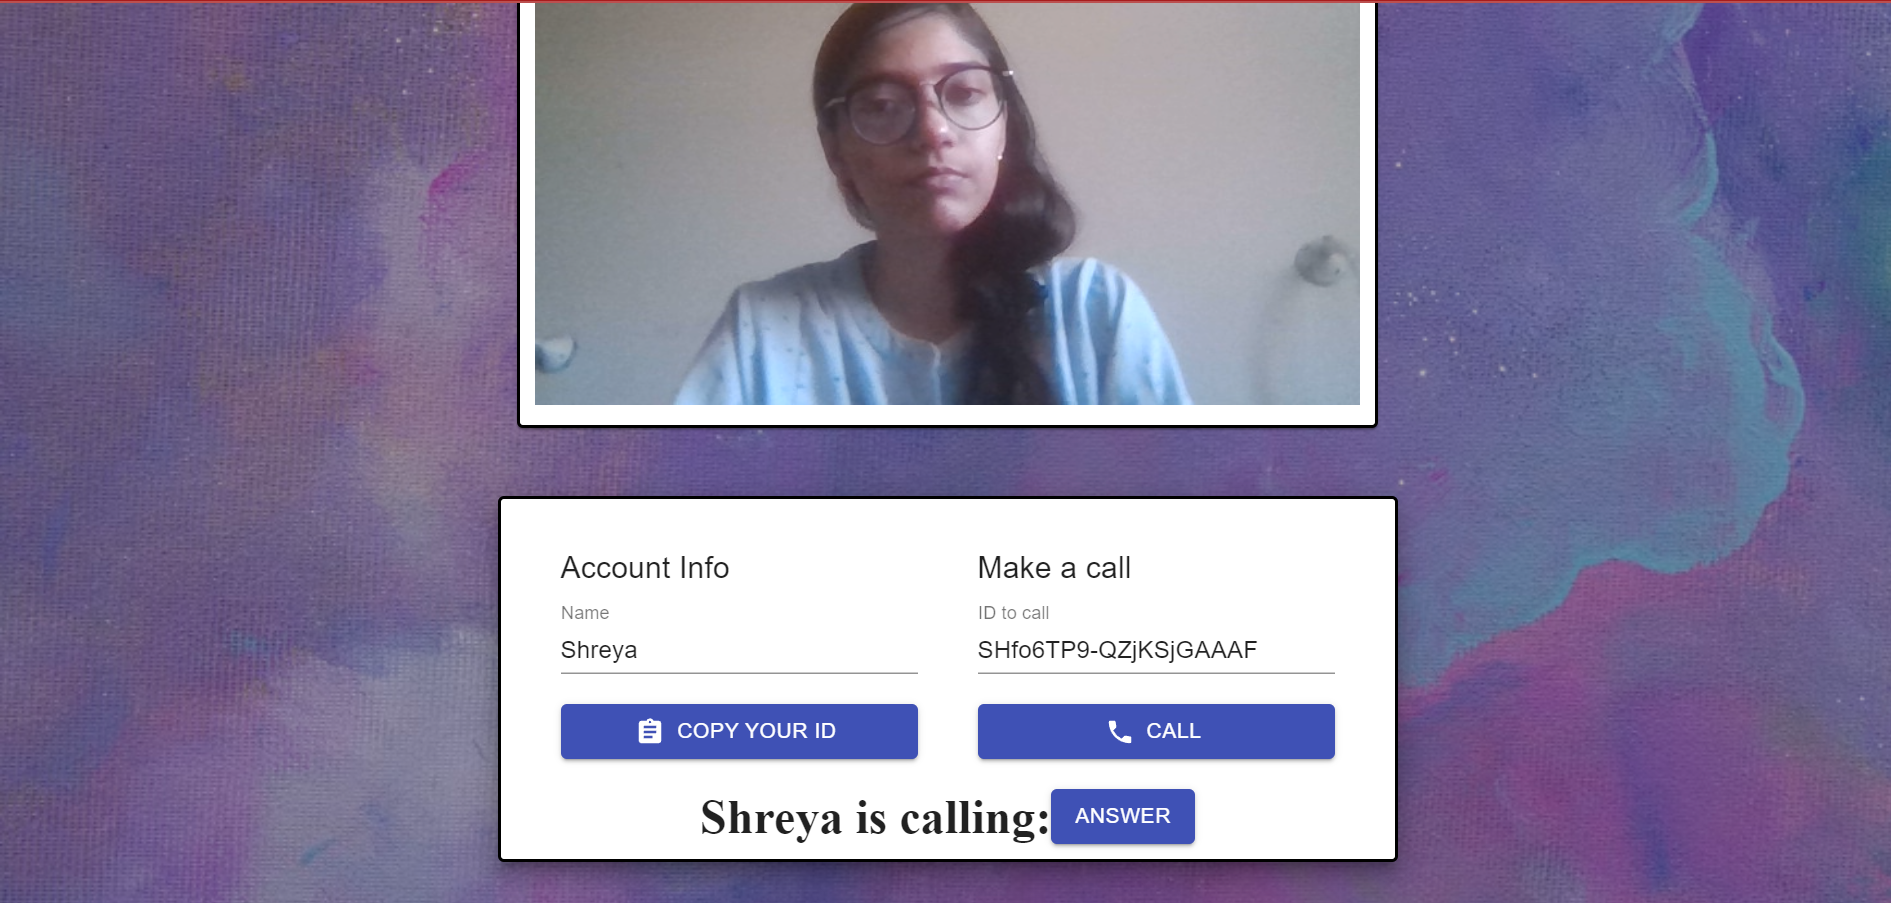 Account Info
Name
Shreya
COPY YOUR ID
Make a call
ID to call
SHfo6TP9-QZjKSjGAAAF
CALL
Shreya is calling: ANSWER